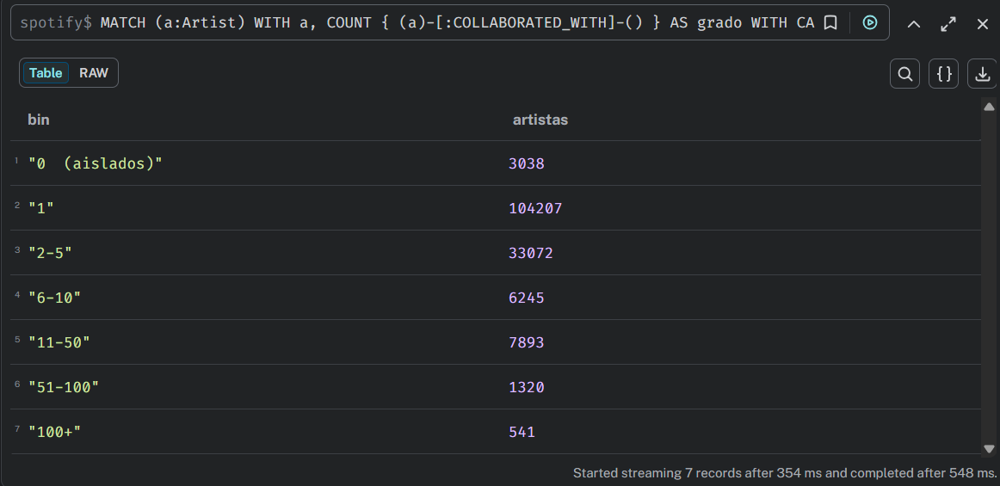 spotify$ MATCH (a:Artist) WITH a, COUNT { (a)-[:COLLABORATED_WITH]-() } AS grado WITH CA
Table RAW
{}
bin artistas
1 "0  (aislados)" 3038
2 "1" 104207
3 "2-5" 33072
4 "6-10" 6245
5 "11-50" 7893
6 "51-100" 1320
7 "100+" 541
Started streaming 7 records after 354 ms and completed after 548 ms.